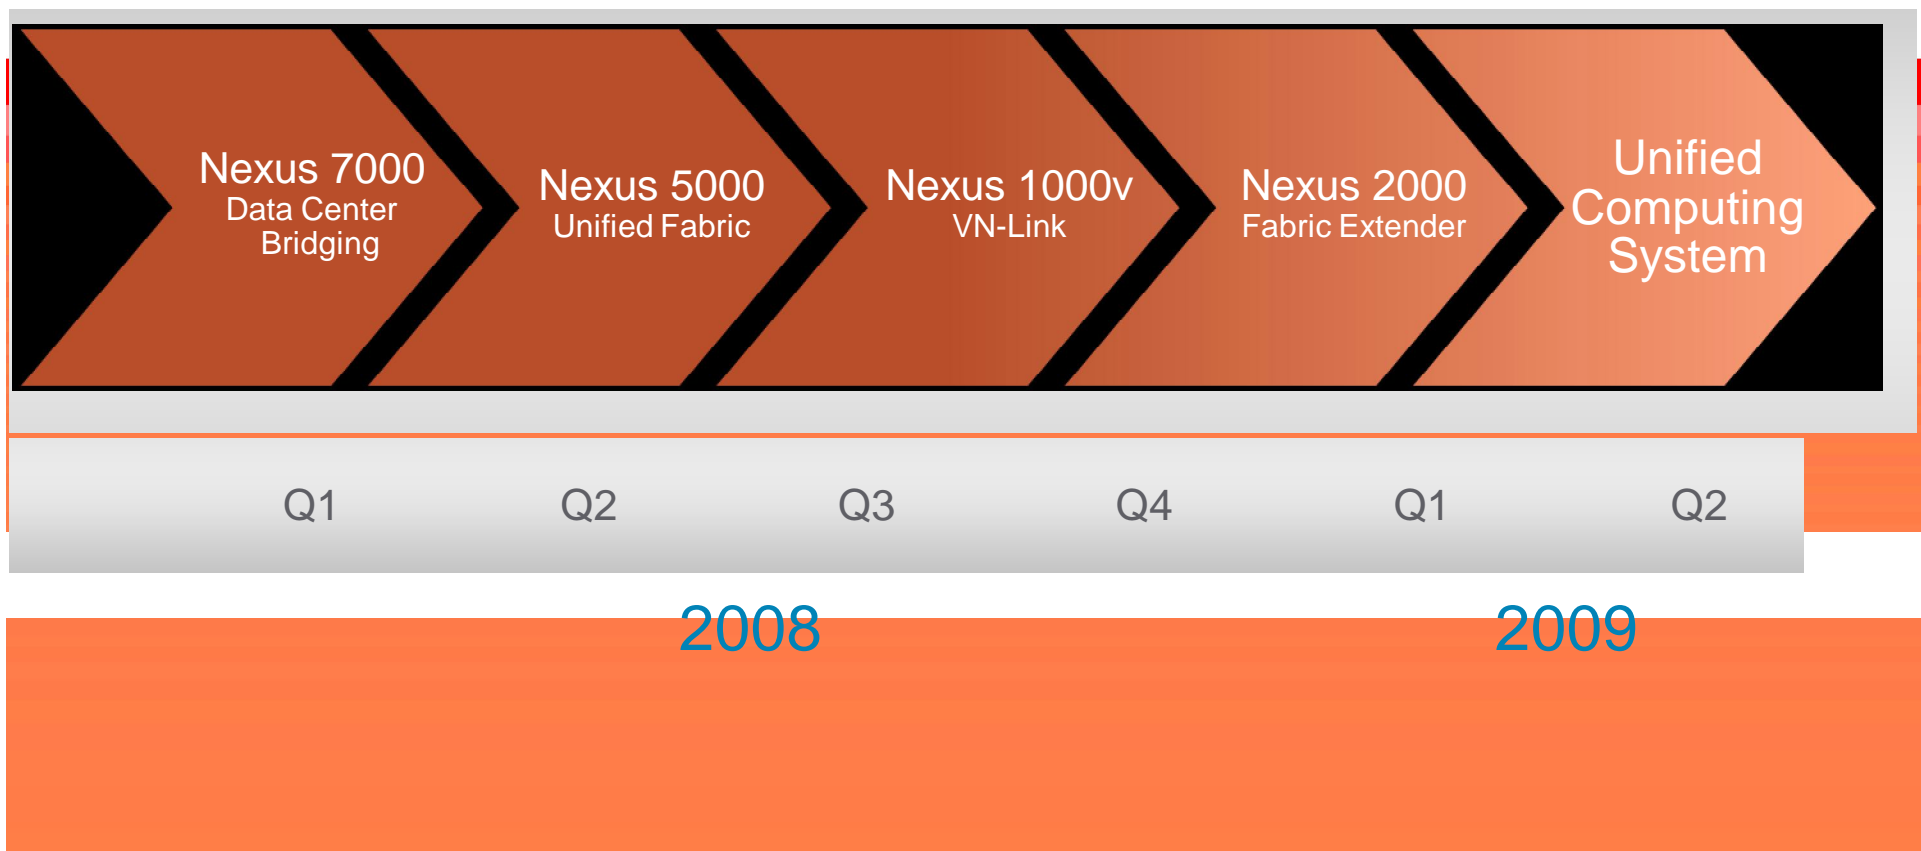 Nexus 7000
Data Center
Bridging
Nexus 5000
Unified Fabric
Nexus 1000v
VN-Link
Nexus 2000
Fabric Extender
Unified
Computing
System
Q1 Q2 Q3 Q4 Q1 Q2
2008 2009